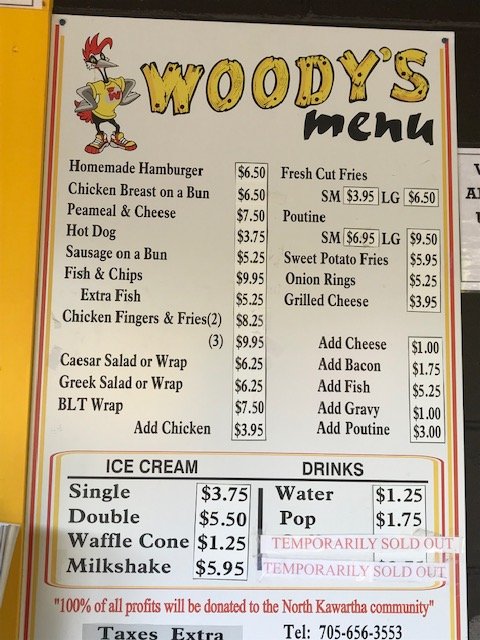 WOODY'S
menu
Homemade Hamburger $6.50
Chicken Breast on a Bun $6.50
Peameal & Cheese $7.50
Hot Dog $3.75
Sausage on a Bun $5.25
Fish & Chips $9.95
Extra Fish $5.25
Chicken Fingers & Fries(2) $8.25
(3) $9.95
Caesar Salad or Wrap $6.25
Greek Salad or Wrap $6.25
BLT Wrap $7.50
Add Chicken $3.95
Fresh Cut Fries
SM $3.95 LG $6.50
Poutine
SM $6.95 LG $9.50
Sweet Potato Fries $5.95
Onion Rings $5.25
Grilled Cheese $3.95
Add Cheese $1.00
Add Bacon $1.75
Add Fish $5.25
Add Gravy $1.00
Add Poutine $3.00
ICE CREAM
Single $3.75
Double $5.50
Waffle Cone $1.25
Milkshake $5.95
DRINKS
Water $1.25
Pop $1.75
TEMPORARILY SOLD OUT
TEMPORARILY SOLD OUT
"100% of all profits will be donated to the North Kawartha community"
Taxes Extra
Tel: 705-656-3553